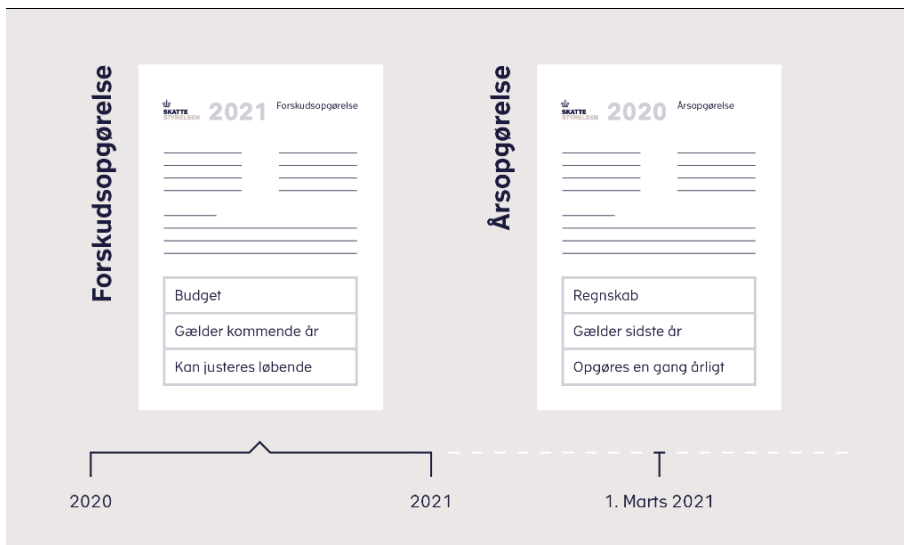 Forskudsopgørelse
SKATTE
STYRELSEN
2021
Forskudsopgørelse
Budget
Gælder kommende år
Kan justeres løbende
Årsopgørelse
SKATTE
STYRELSEN
2020
Årsopgørelse
Regnskab
Gælder sidste år
Opgøres en gang årligt
2020
2021
1. Marts 2021